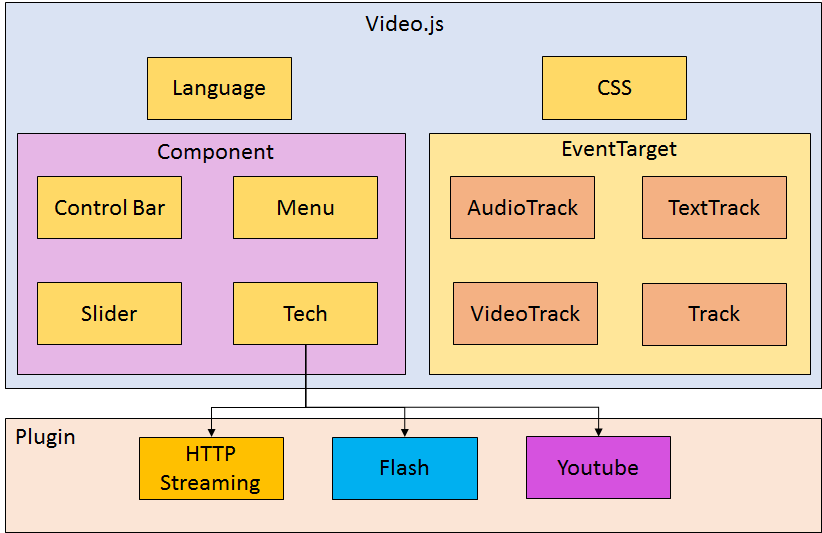 Video.js
Language
CSS
Component
EventTarget
Control Bar
Menu
AudioTrack
TextTrack
Slider
Tech
VideoTrack
Track
Plugin
HTTP
Streaming
Flash
Youtube